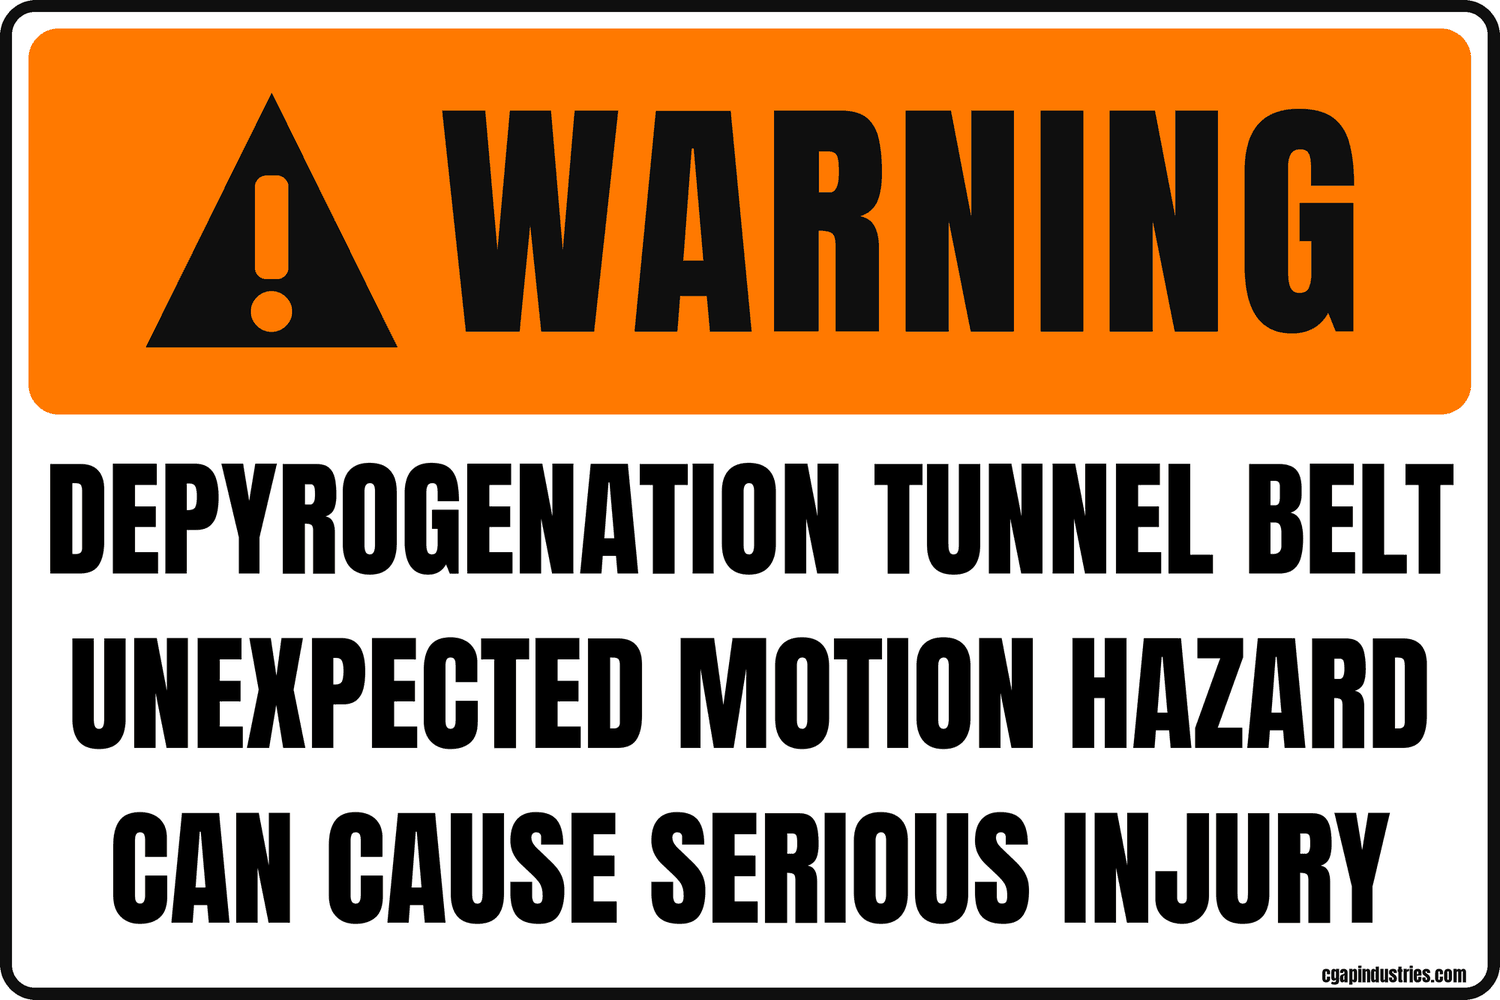 WARNING
DEPYROGENATION TUNNEL BELT
UNEXPECTED MOTION HAZARD
CAN CAUSE SERIOUS INJURY
cgapindustries.com